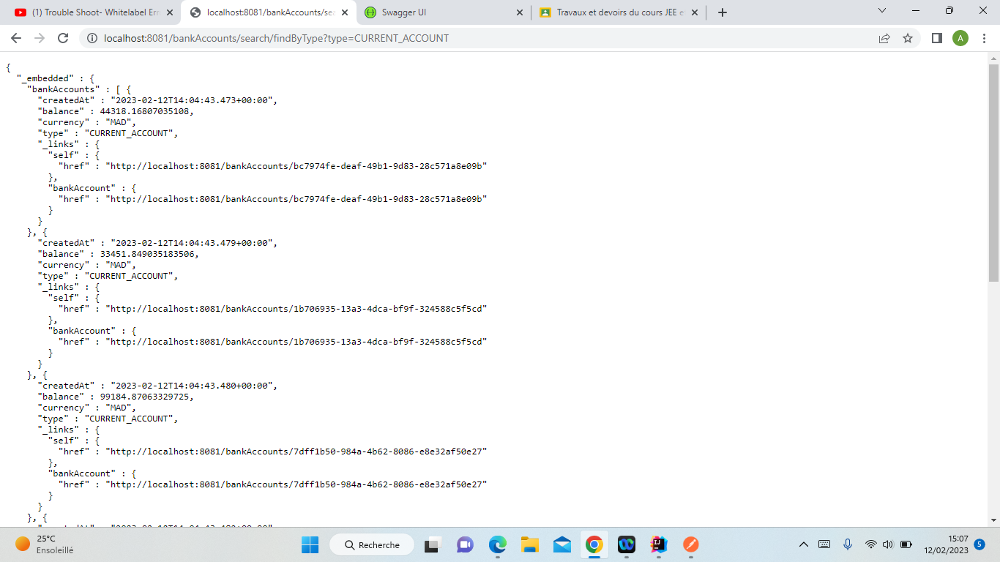 (1) Trouble Shoot- Whitelabel Err
localhost:8081/bankAccounts/sea
Swagger UI
Travaux et devoirs du cours JEE e
localhost:8081/bankAccounts/search/findByType?type=CURRENT_ACCOUNT
A
{
"_embedded" : {
"bankAccounts" : [ {
"createdAt" : "2023-02-12T14:04:43.473+00:00",
"balance" : 44318.16807035108,
"currency" : "MAD",
"type" : "CURRENT_ACCOUNT",
"_links" : {
"self" : {
"href" : "http://localhost:8081/bankAccounts/bc7974fe-deaf-49b1-9d83-28c571a8e09b"
},
"bankAccount" : {
"href" : "http://localhost:8081/bankAccounts/bc7974fe-deaf-49b1-9d83-28c571a8e09b"
}
}
}, {
"createdAt" : "2023-02-12T14:04:43.479+00:00",
"balance" : 33451.849035183506,
"currency" : "MAD",
"type" : "CURRENT_ACCOUNT",
"_links" : {
"self" : {
"href" : "http://localhost:8081/bankAccounts/1b706935-13a3-4dca-bf9f-324588c5f5cd"
},
"bankAccount" : {
"href" : "http://localhost:8081/bankAccounts/1b706935-13a3-4dca-bf9f-324588c5f5cd"
}
}
}, {
"createdAt" : "2023-02-12T14:04:43.480+00:00",
"balance" : 99184.87063329725,
"currency" : "MAD",
"type" : "CURRENT_ACCOUNT",
"_links" : {
"self" : {
"href" : "http://localhost:8081/bankAccounts/7dff1b50-984a-4b62-8086-e8e32af50e27"
},
"bankAccount" : {
"href" : "http://localhost:8081/bankAccounts/7dff1b50-984a-4b62-8086-e8e32af50e27"
}
}
}, {
25°C
Ensoleillé
Recherche
15:07
12/02/2023
5